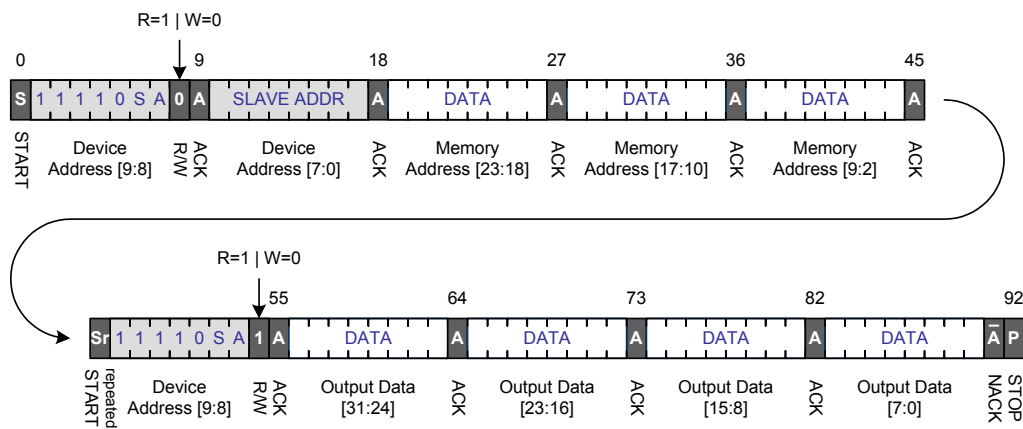 R=1 | W=0
0 9 18 27 36 45
S 1 1 1 1 0 S A 0 A SLAVE ADDR A DATA A DATA A DATA A
START Device Address [9:8] R/W ACK Device Address [7:0] ACK Memory Address [23:18] ACK Memory Address [17:10] ACK Memory Address [9:2] ACK
R=1 | W=0
55 64 73 82 92
Sr 1 1 1 1 0 S A 1 A DATA A DATA A DATA A DATA Ā P
repeated START Device Address [9:8] R/W ACK Output Data [31:24] ACK Output Data [23:16] ACK Output Data [15:8] ACK Output Data [7:0] NACK STOP